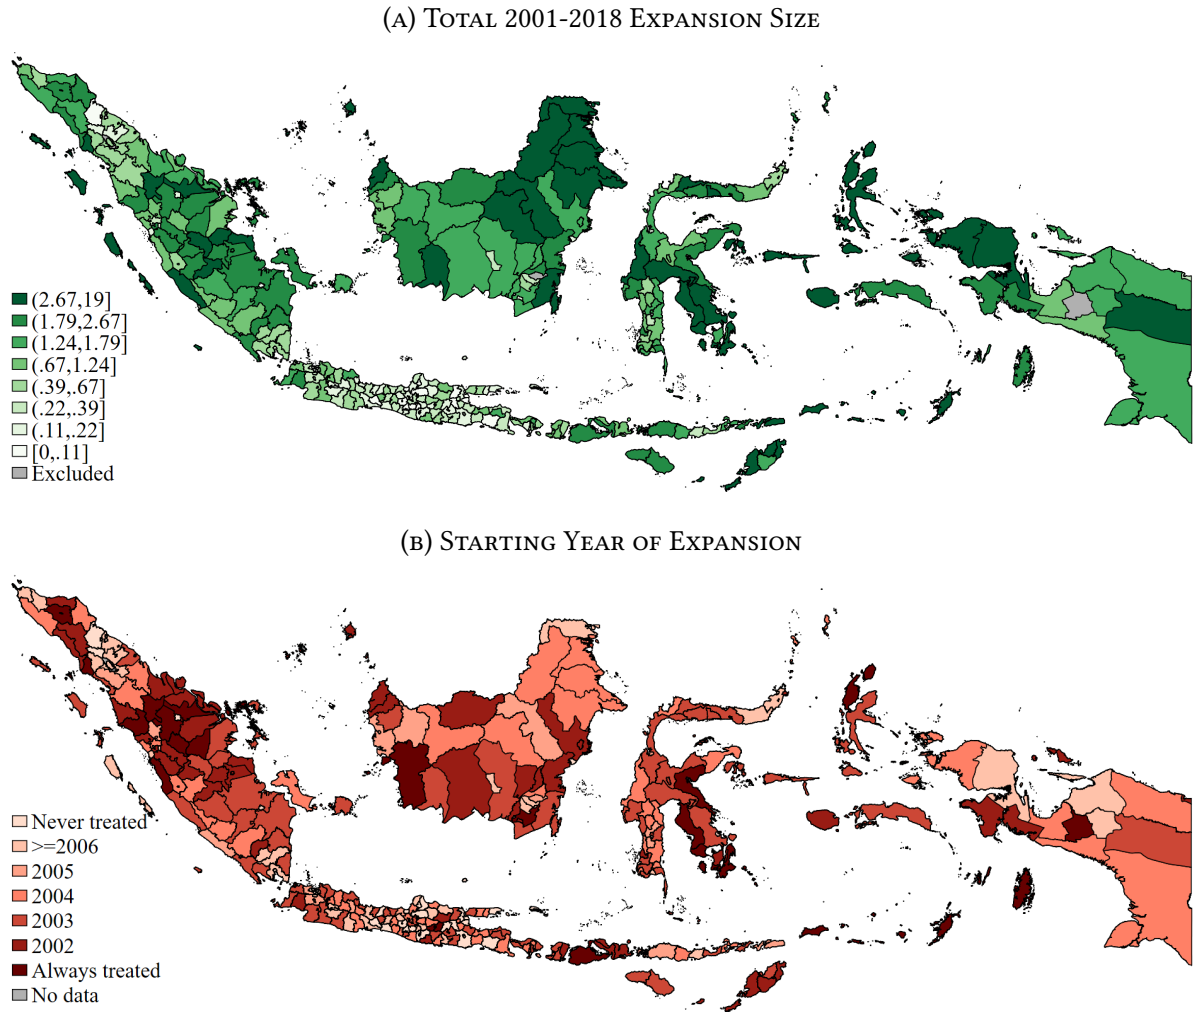 (A) Total 2001-2018 Expansion Size
(2.67,19]
(1.79,2.67]
(1.24,1.79]
(.67,1.24]
(.39,.67]
(.22,.39]
(.11,.22]
[0,.11]
Excluded
(B) Starting Year of Expansion
Never treated
>=2006
2005
2004
2003
2002
Always treated
No data